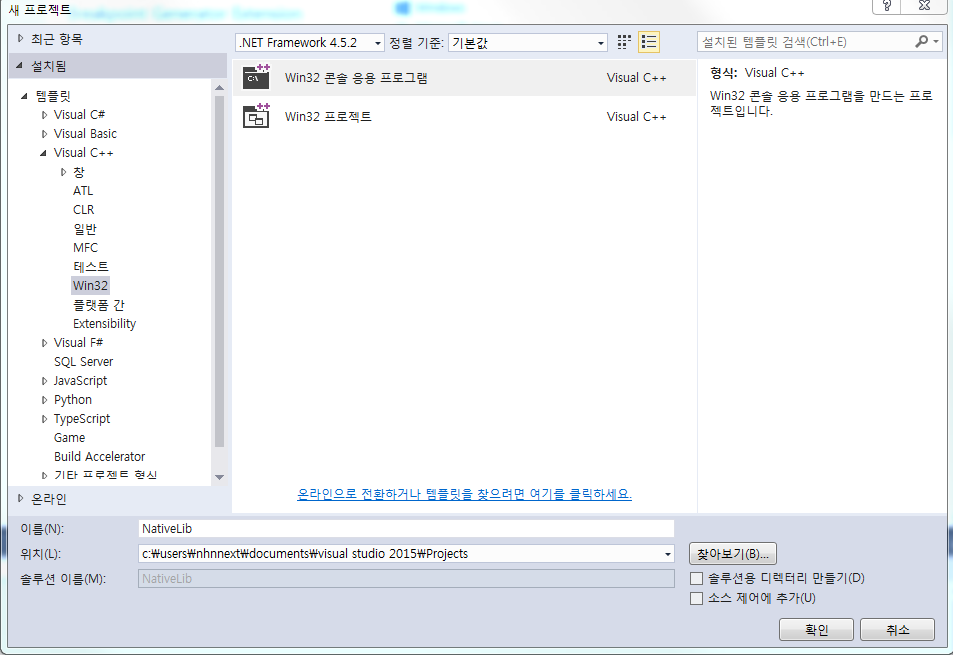 새 프로젝트
?
최근 항목
설치됨
템플릿
Visual C#
Visual Basic
Visual C++
창
ATL
CLR
일반
MFC
테스트
Win32
플랫폼 간
Extensibility
Visual F#
SQL Server
JavaScript
Python
TypeScript
Game
Build Accelerator
기타 프로젝트 형식
온라인
.NET Framework 4.5.2 정렬 기준: 기본값
Win32 콘솔 응용 프로그램 Visual C++
Win32 프로젝트 Visual C++
온라인으로 전환하거나 템플릿을 찾으려면 여기를 클릭하세요.
설치된 템플릿 검색(Ctrl+E)
형식: Visual C++
Win32 콘솔 응용 프로그램을 만드는 프로
젝트입니다.
이름(N): NativeLib
위치(L): c:₩users₩nhnnext₩documents₩visual studio 2015₩Projects 찾아보기(B)...
솔루션 이름(M): NativeLib 솔루션용 디렉터리 만들기(D)
소스 제어에 추가(U)
확인 취소